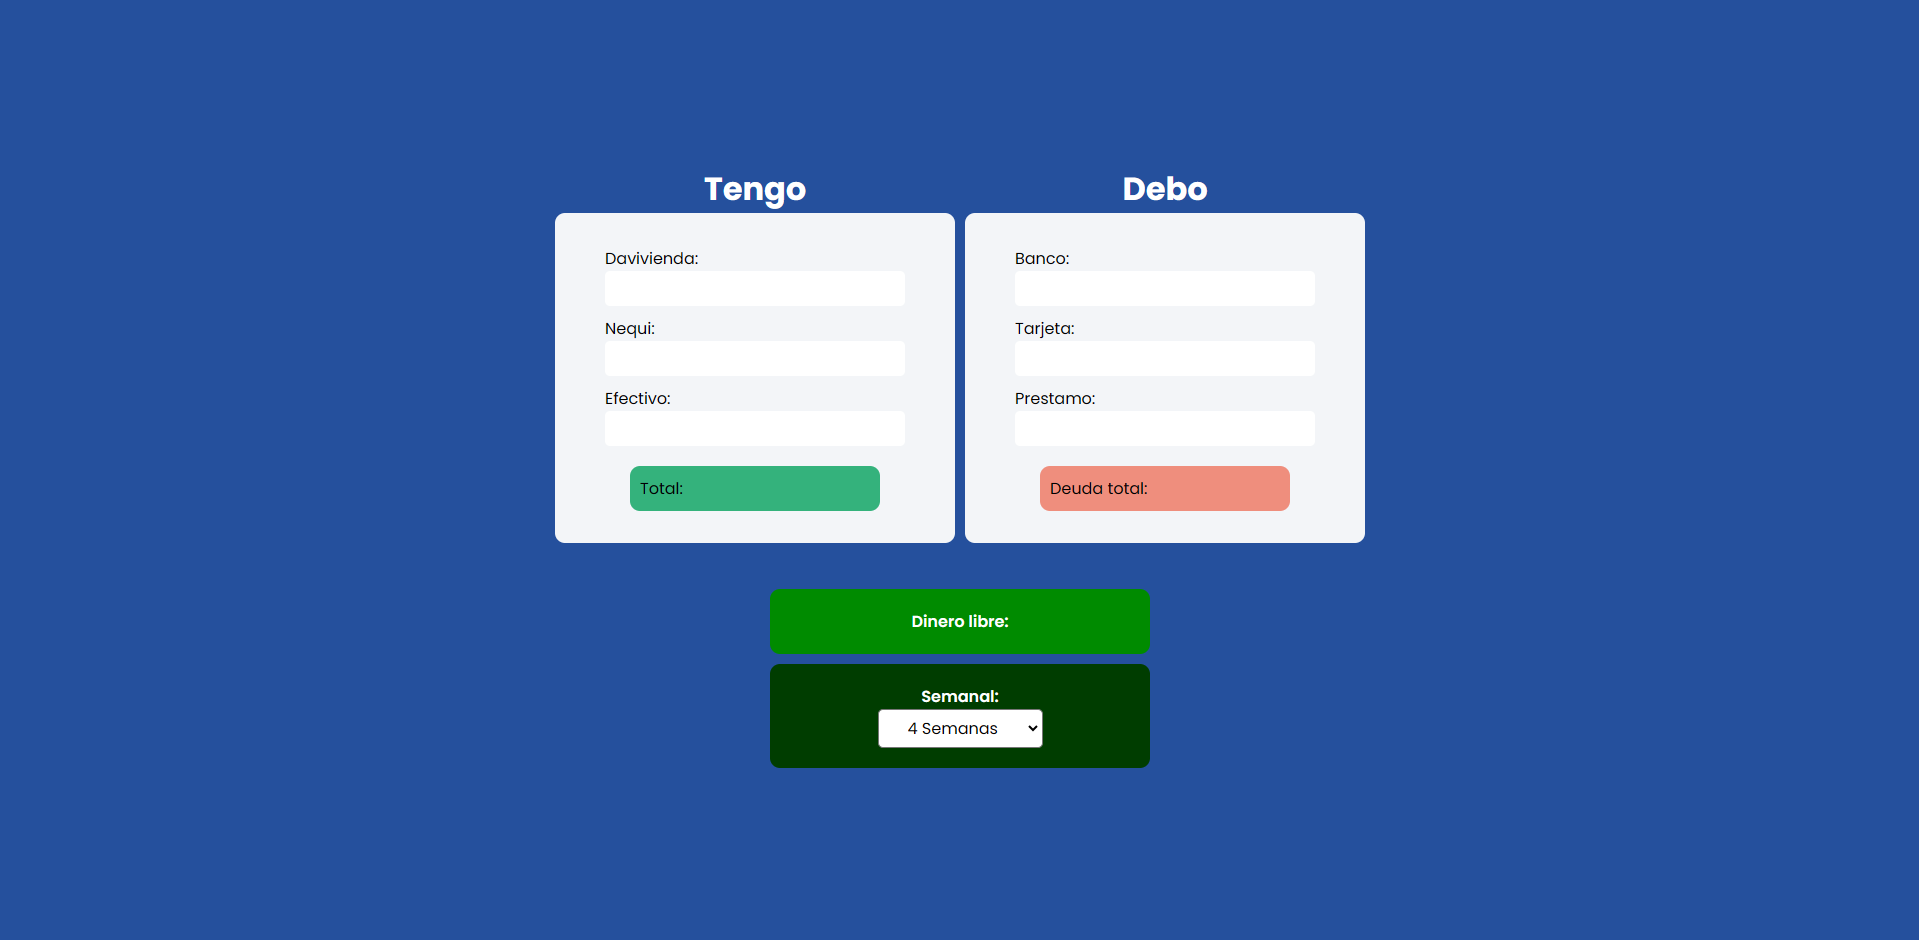 Tengo
Davivienda:
Nequi:
Efectivo:
Total:
Debo
Banco:
Tarjeta:
Prestamo:
Deuda total:
Dinero libre:
Semanal:
4 Semanas